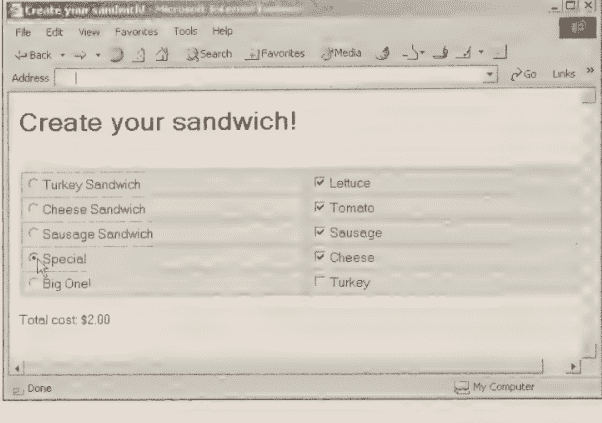 Create your sandwich! - Microsoft Internet
File Edit View Favorites Tools Help
Back Search Favorites Media
Address Go Links »
Create your sandwich!
Turkey Sandwich Lettuce
Cheese Sandwich Tomato
Sausage Sandwich Sausage
Special Cheese
Big One! Turkey
Total cost: $2.00
Done My Computer